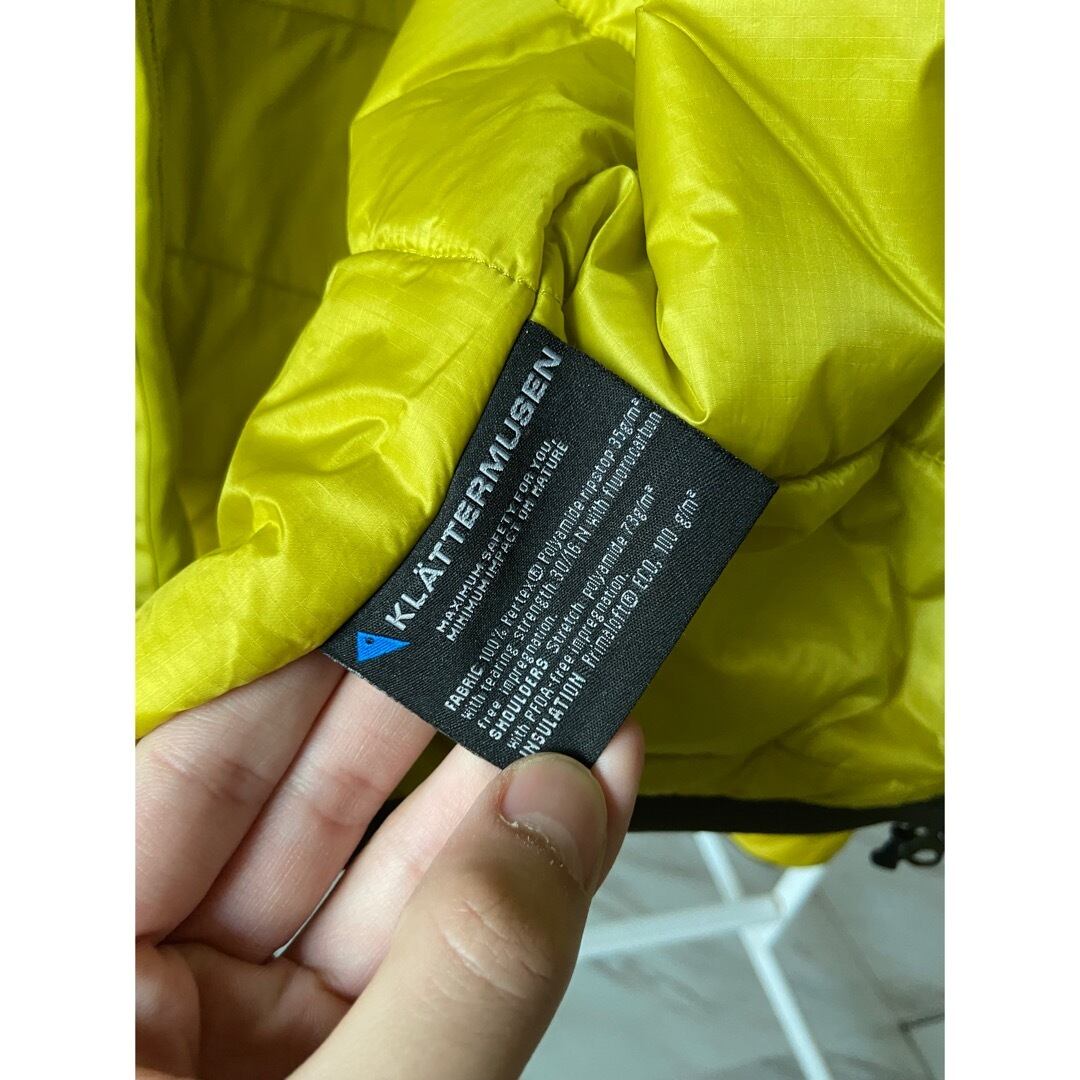 KLÄTTERMUSEN
MAXIMUM SAFETY FOR YOU,
MINIMUM IMPACT ON NATURE
FABRIC 100% Pertex® Polyamide ripstop 35g/m²
with tearing strength 30/16 N with fluorocarbon
free impregnation.
SHOULDERS Stretch Polyamide 73g/m²
with PFOA-free impregnation.
INSULATION Primaloft® ECO, 100 g/m²